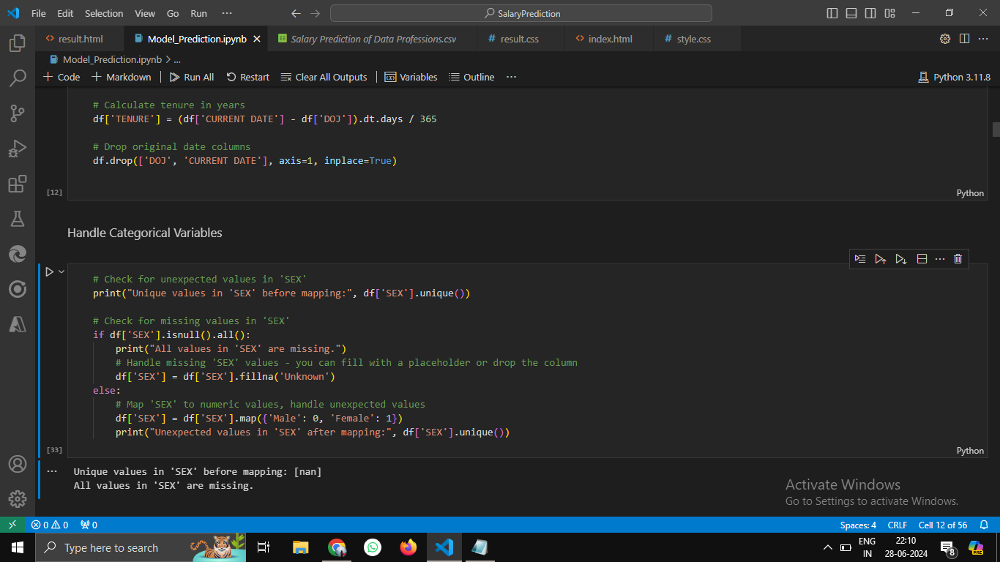 File Edit Selection View Go Run ··· SalaryPrediction
result.html Model_Prediction.ipynb Salary Prediction of Data Professions.csv result.css index.html style.css
Model_Prediction.ipynb > ...
Code Markdown Run All Restart Clear All Outputs Variables Outline ··· Python 3.11.8
# Calculate tenure in years
df['TENURE'] = (df['CURRENT DATE'] - df['DOJ']).dt.days / 365
# Drop original date columns
df.drop(['DOJ', 'CURRENT DATE'], axis=1, inplace=True)
[12] Python
Handle Categorical Variables
# Check for unexpected values in 'SEX'
print("Unique values in 'SEX' before mapping:", df['SEX'].unique())
# Check for missing values in 'SEX'
if df['SEX'].isnull().all():
print("All values in 'SEX' are missing.")
# Handle missing 'SEX' values - you can fill with a placeholder or drop the column
df['SEX'] = df['SEX'].fillna('Unknown')
else:
# Map 'SEX' to numeric values, handle unexpected values
df['SEX'] = df['SEX'].map({'Male': 0, 'Female': 1})
print("Unexpected values in 'SEX' after mapping:", df['SEX'].unique())
[33] Python
Unique values in 'SEX' before mapping: [nan]
All values in 'SEX' are missing.
Activate Windows
Go to Settings to activate Windows.
0 0 0 Spaces: 4 CRLF Cell 12 of 56
Type here to search
ENG
IN
22:10
28-06-2024
8
PRE